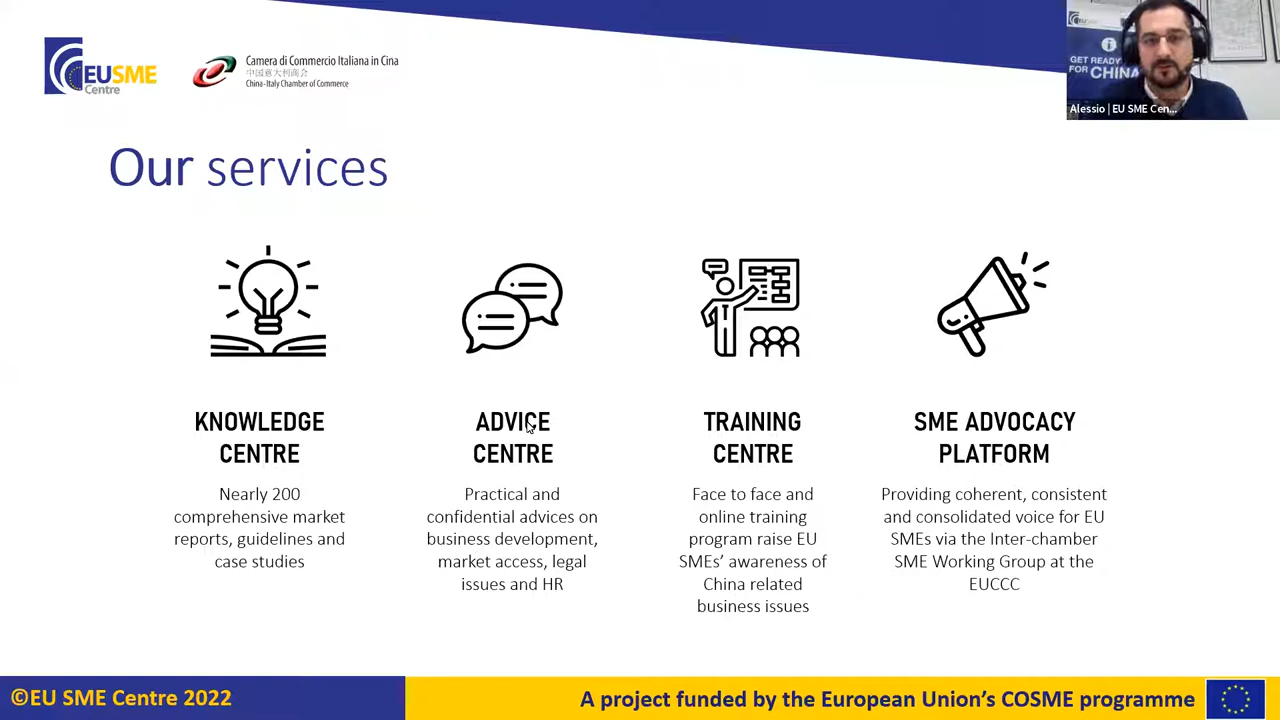 EUSME
Centre
Camera di Commercio Italiana in Cina
中国意大利商会
China-Italy Chamber of Commerce
EUSME
GET READY
FOR CHINA
Alessio | EU SME Cen...
Our services
KNOWLEDGE
CENTRE
Nearly 200
comprehensive market
reports, guidelines and
case studies
ADVICE
CENTRE
Practical and
confidential advices on
business development,
market access, legal
issues and HR
TRAINING
CENTRE
Face to face and
online training
program raise EU
SMEs’ awareness of
China related
business issues
SME ADVOCACY
PLATFORM
Providing coherent, consistent
and consolidated voice for EU
SMEs via the Inter-chamber
SME Working Group at the
EUCCC
©EU SME Centre 2022
A project funded by the European Union’s COSME programme